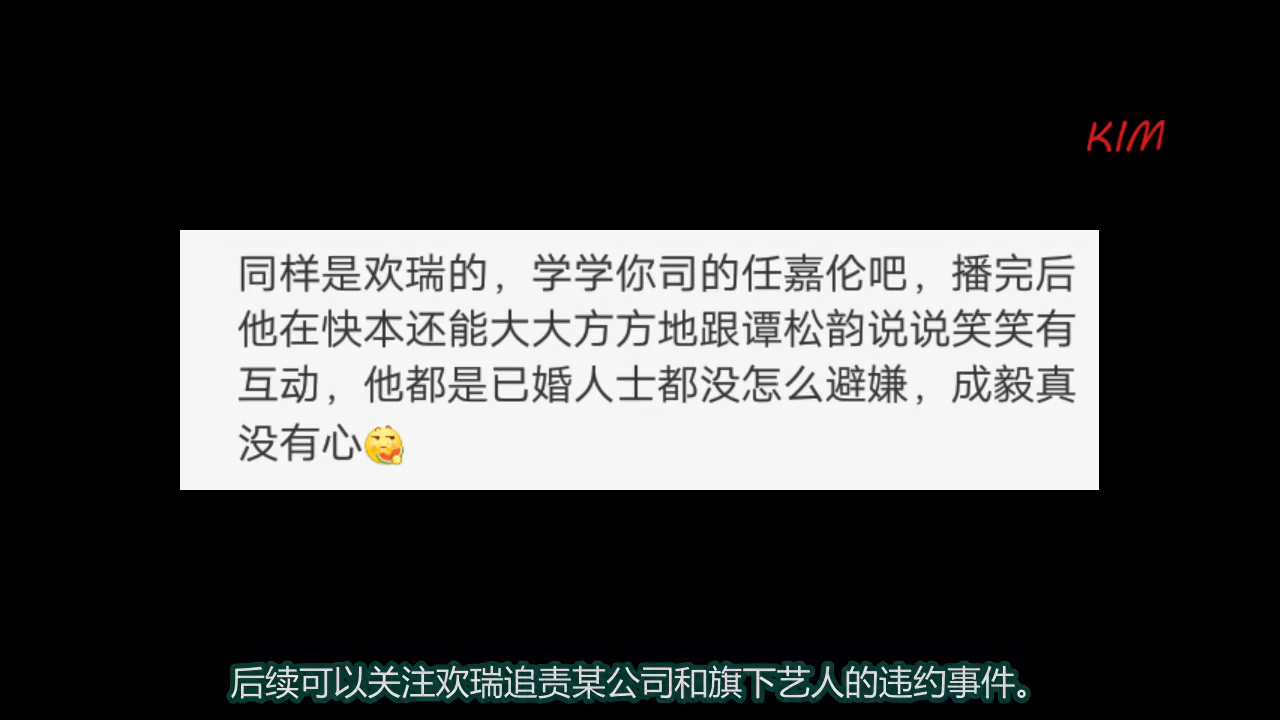 KIM
同样是欢瑞的，学学你司的任嘉伦吧，播完后
他在快本还能大大方方地跟谭松韵说说笑笑有
互动，他都是已婚人士都没怎么避嫌，成毅真
没有心
后续可以关注欢瑞追责某公司和旗下艺人的违约事件。